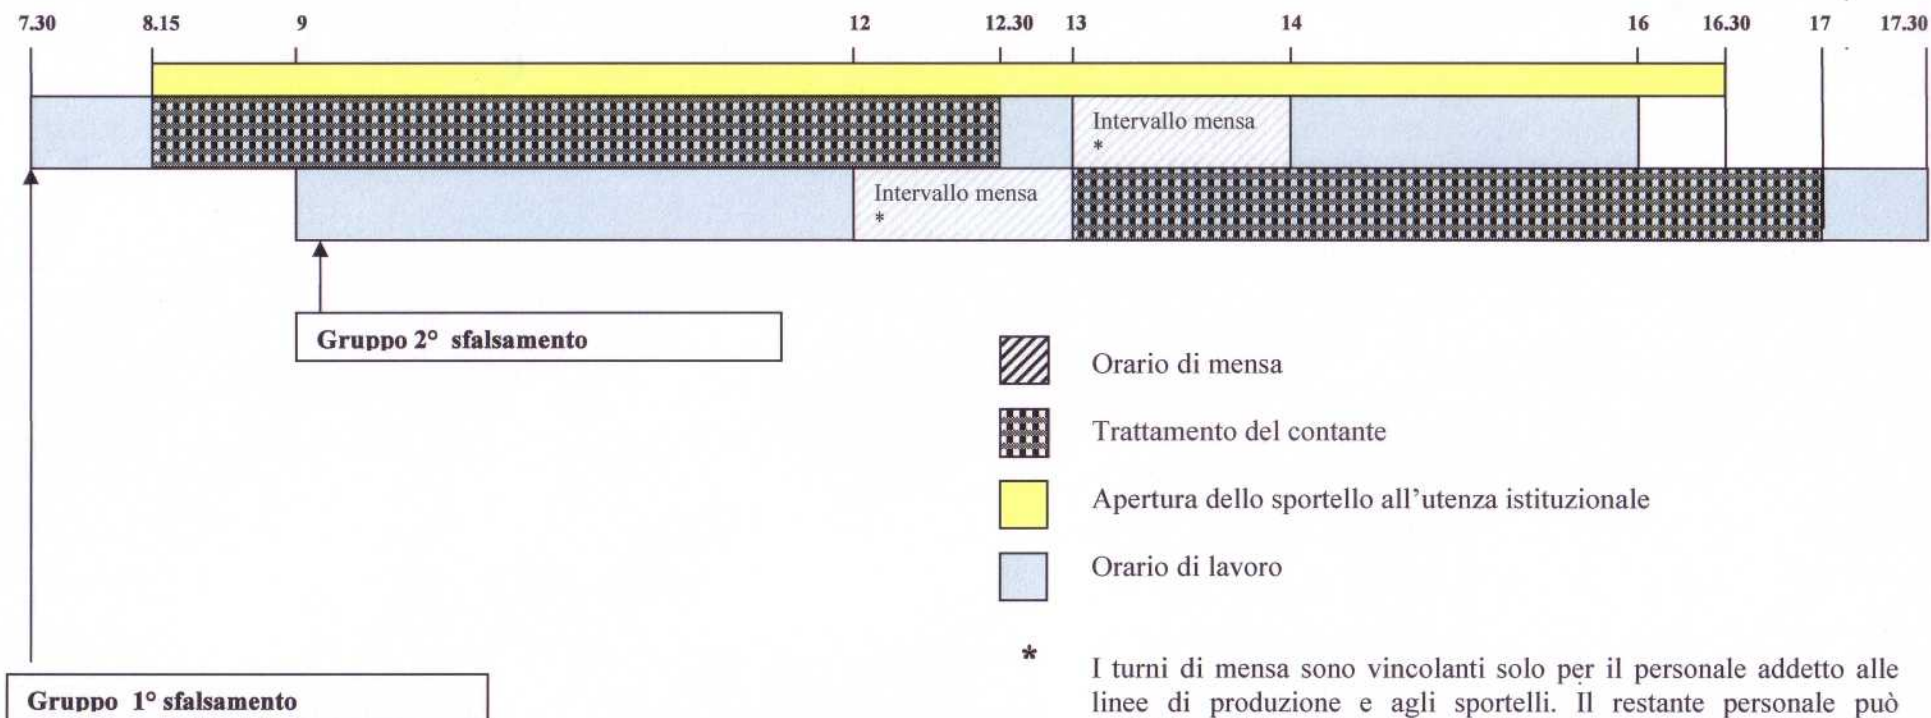 7.30 8.15 9 12 12.30 13 14 16 16.30 17 17.30
Intervallo mensa
*
Intervallo mensa
*
Gruppo 2° sfalsamento
Orario di mensa
Trattamento del contante
Apertura dello sportello all'utenza istituzionale
Orario di lavoro
* I turni di mensa sono vincolanti solo per il personale addetto alle
linee di produzione e agli sportelli. Il restante personale può
Gruppo 1° sfalsamento